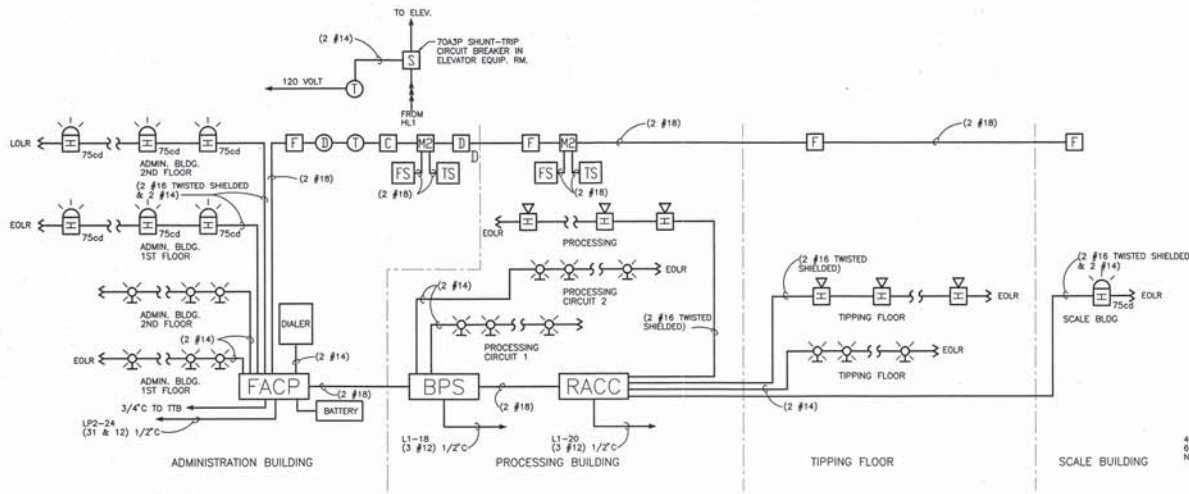 TO ELEV.
(2 #14)
S
70A3P SHUNT-TRIP
CIRCUIT BREAKER IN
ELEVATOR EQUIP. RM.
120 VOLT
T
FROM
HL1
LOLR
75cd
75cd
75cd
ADMIN. BLDG.
2ND FLOOR
(2 #16 TWISTED SHIELDED
& 2 #14)
(2 #18)
F
D
T
C
M2
D
D
FS
TS
(2 #18)
F
M2
FS
TS
(2 #18)
(2 #18)
F
(2 #18)
F
EOLR
75cd
75cd
75cd
ADMIN. BLDG.
1ST FLOOR
EOLR
H
H
H
PROCESSING
EOLR
PROCESSING
CIRCUIT 2
(2 #14)
PROCESSING
CIRCUIT 1
(2 #16 TWISTED
SHIELDED)
(2 #16 TWISTED
SHIELDED)
H
H
H
EOLR
TIPPING FLOOR
EOLR
TIPPING FLOOR
(2 #16 TWISTED SHIELDED
& 2 #14)
H
75cd
EOLR
SCALE BLDG
ADMIN. BLDG.
2ND FLOOR
DIALER
(2 #14)
(2 #14)
EOLR
ADMIN. BLDG.
1ST FLOOR
FACP
(2 #18)
BPS
(2 #18)
RACC
(2 #14)
BATTERY
3/4"C TO TTB
LP2-24
(31 & 12) 1/2"C
L1-18
(3 #12) 1/2"C
L1-20
(3 #12) 1/2"C
ADMINISTRATION BUILDING
PROCESSING BUILDING
TIPPING FLOOR
SCALE BUILDING
4
6
N